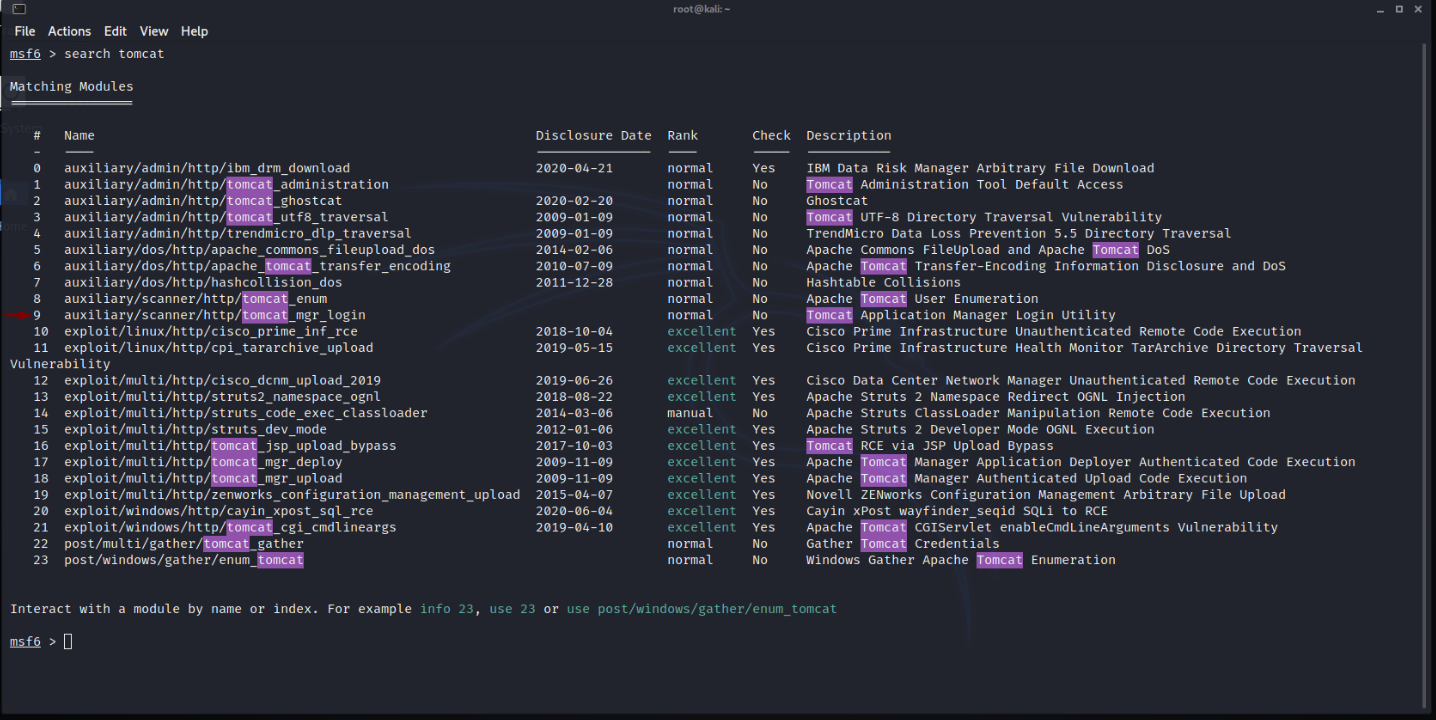 root@kali: ~
File Actions Edit View Help
msf6 > search tomcat
Matching Modules
================
# Name Disclosure Date Rank Check Description
- ---- --------------- ---- ----- -----------
0 auxiliary/admin/http/ibm_drm_download 2020-04-21 normal Yes IBM Data Risk Manager Arbitrary File Download
1 auxiliary/admin/http/tomcat_administration normal No Tomcat Administration Tool Default Access
2 auxiliary/admin/http/tomcat_ghostcat 2020-02-20 normal No Ghostcat
3 auxiliary/admin/http/tomcat_utf8_traversal 2009-01-09 normal No Tomcat UTF-8 Directory Traversal Vulnerability
4 auxiliary/admin/http/trendmicro_dlp_traversal 2009-01-09 normal No TrendMicro Data Loss Prevention 5.5 Directory Traversal
5 auxiliary/dos/http/apache_commons_fileupload_dos 2014-02-06 normal No Apache Commons FileUpload and Apache Tomcat DoS
6 auxiliary/dos/http/apache_tomcat_transfer_encoding 2010-07-09 normal No Apache Tomcat Transfer-Encoding Information Disclosure and DoS
7 auxiliary/dos/http/hashcollision_dos 2011-12-28 normal No Hashtable Collisions
8 auxiliary/scanner/http/tomcat_enum normal No Apache Tomcat User Enumeration
9 auxiliary/scanner/http/tomcat_mgr_login normal No Tomcat Application Manager Login Utility
10 exploit/linux/http/cisco_prime_inf_rce 2018-10-04 excellent Yes Cisco Prime Infrastructure Unauthenticated Remote Code Execution
11 exploit/linux/http/cpi_tararchive_upload 2019-05-15 excellent Yes Cisco Prime Infrastructure Health Monitor TarArchive Directory Traversal
Vulnerability
12 exploit/multi/http/cisco_dcnm_upload_2019 2019-06-26 excellent Yes Cisco Data Center Network Manager Unauthenticated Remote Code Execution
13 exploit/multi/http/struts2_namespace_ognl 2018-08-22 excellent Yes Apache Struts 2 Namespace Redirect OGNL Injection
14 exploit/multi/http/struts_code_exec_classloader 2014-03-06 manual No Apache Struts ClassLoader Manipulation Remote Code Execution
15 exploit/multi/http/struts_dev_mode 2012-01-06 excellent Yes Apache Struts 2 Developer Mode OGNL Execution
16 exploit/multi/http/tomcat_jsp_upload_bypass 2017-10-03 excellent Yes Tomcat RCE via JSP Upload Bypass
17 exploit/multi/http/tomcat_mgr_deploy 2009-11-09 excellent Yes Apache Tomcat Manager Application Deployer Authenticated Code Execution
18 exploit/multi/http/tomcat_mgr_upload 2009-11-09 excellent Yes Apache Tomcat Manager Authenticated Upload Code Execution
19 exploit/multi/http/zenworks_configuration_management_upload 2015-04-07 excellent Yes Novell ZENworks Configuration Management Arbitrary File Upload
20 exploit/windows/http/cayin_xpost_sql_rce 2020-06-04 excellent Yes Cayin xPost wayfinder_seqid SQLi to RCE
21 exploit/windows/http/tomcat_cgi_cmdlineargs 2019-04-10 excellent Yes Apache Tomcat CGIServlet enableCmdLineArguments Vulnerability
22 post/multi/gather/tomcat_gather normal No Gather Tomcat Credentials
23 post/windows/gather/enum_tomcat normal No Windows Gather Apache Tomcat Enumeration
Interact with a module by name or index. For example info 23, use 23 or use post/windows/gather/enum_tomcat
msf6 >